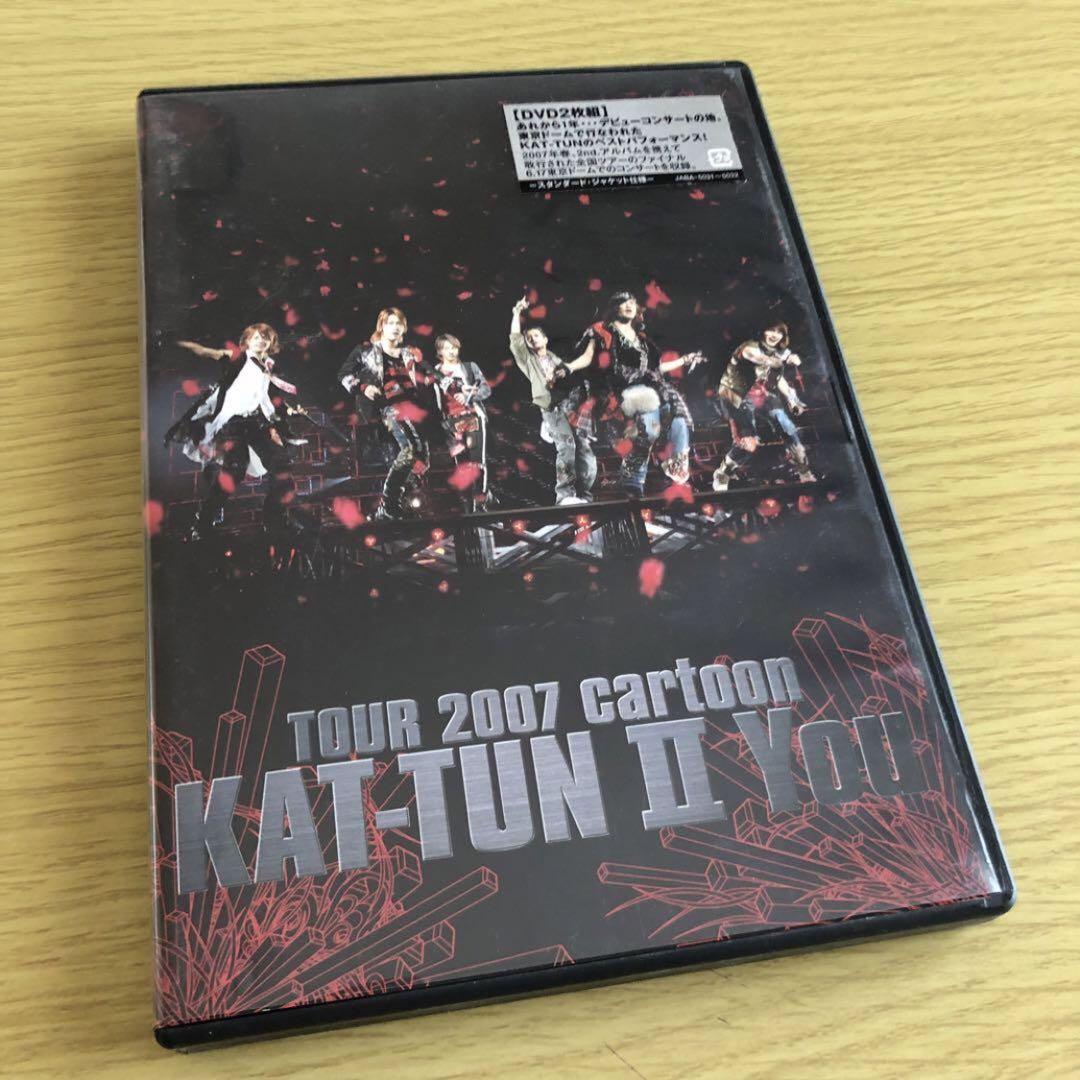 【DVD2枚組】
あれから1年・・・デビューコンサートの地。
東京ドームで行なわれた
KAT-TUNのベストパフォーマンス!
2007年春、2nd.アルバムを携えて
敢行された全国ツアーのファイナル
6.17東京ドームでのコンサートを収録。
−スタンダード・ジャケット仕様−
JABA-5031〜5032
TOUR 2007 cartoon
KAT-TUN II You